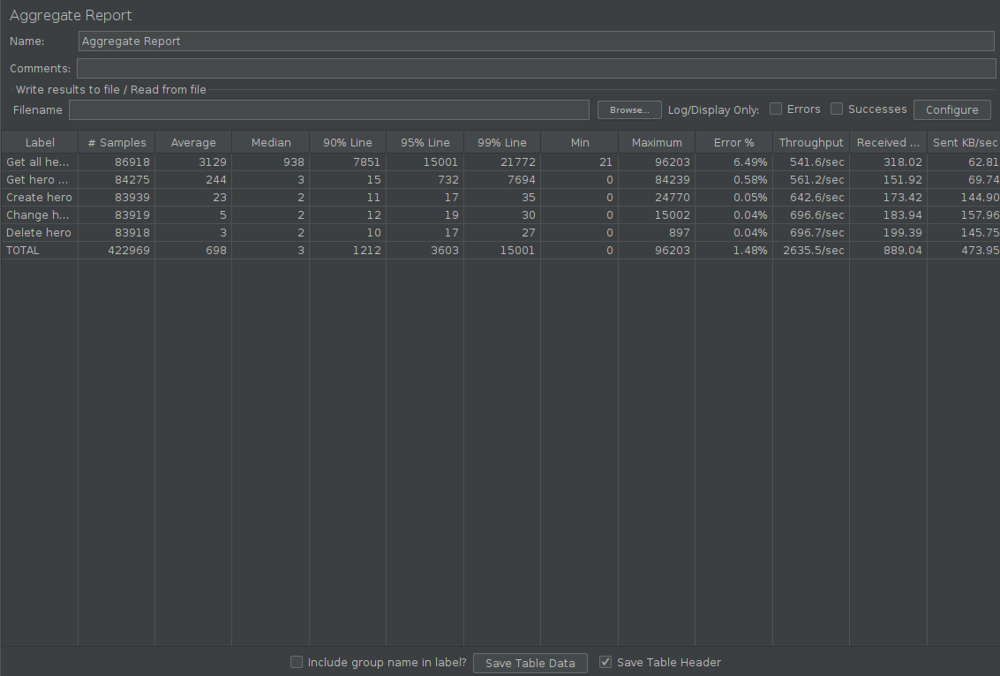 Aggregate Report
Name: Aggregate Report
Comments:
Write results to file / Read from file
Filename Browse... Log/Display Only: Errors Successes Configure
Label # Samples Average Median 90% Line 95% Line 99% Line Min Maximum Error % Throughput Received ... Sent KB/sec
Get all he... 86918 3129 938 7851 15001 21772 21 96203 6.49% 541.6/sec 318.02 62.81
Get hero ... 84275 244 3 15 732 7694 0 84239 0.58% 561.2/sec 151.92 69.74
Create hero 83939 23 2 11 17 35 0 24770 0.05% 642.6/sec 173.42 144.90
Change h... 83919 5 2 12 19 30 0 15002 0.04% 696.6/sec 183.94 157.96
Delete hero 83918 3 2 10 17 27 0 897 0.04% 696.7/sec 199.39 145.75
TOTAL 422969 698 3 1212 3603 15001 0 96203 1.48% 2635.5/sec 889.04 473.95
Include group name in label? Save Table Data Save Table Header